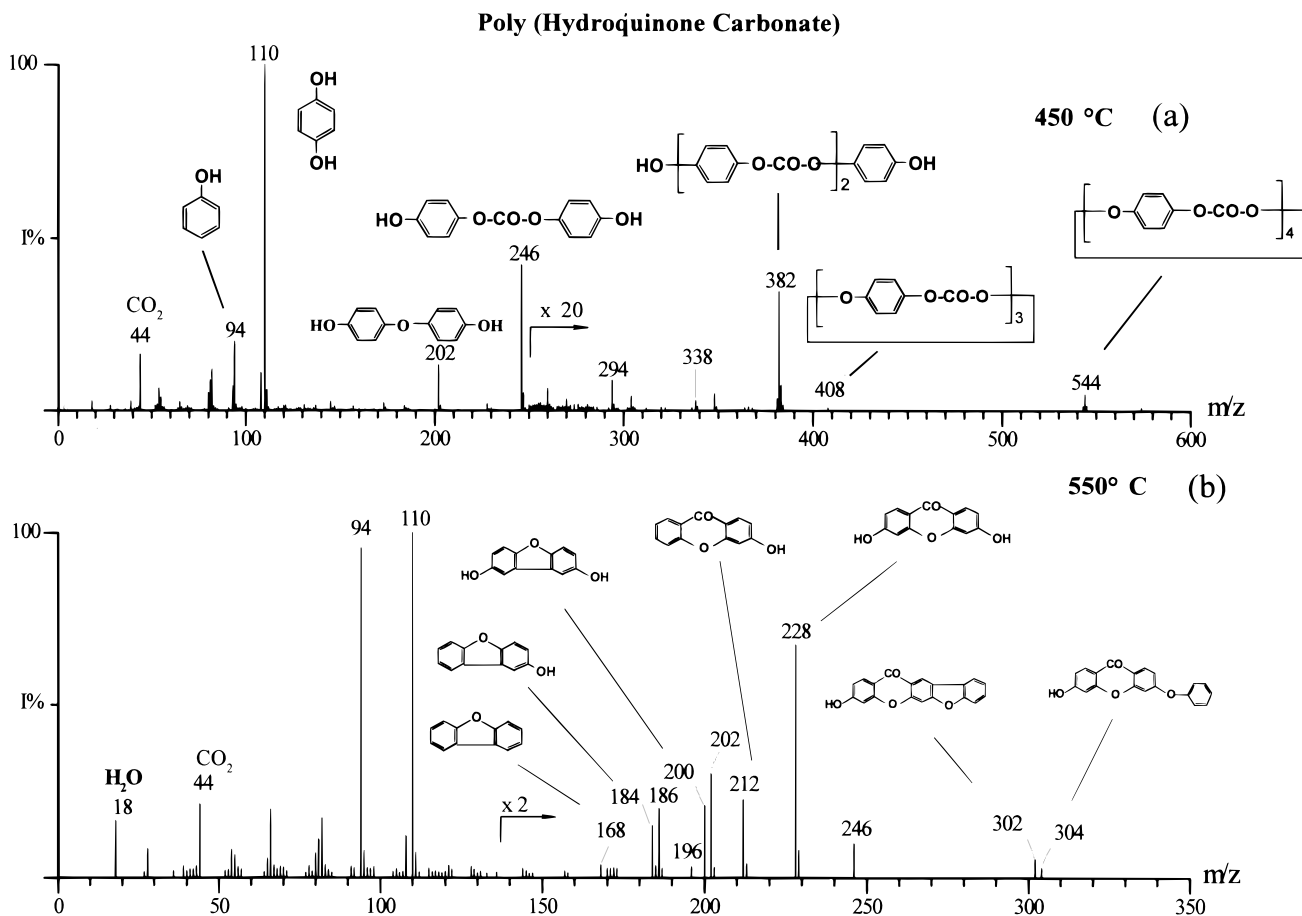 Poly (Hydroquinone Carbonate)
450 °C (a)
100
I%
110
OH
OH
OH
CO2
44
94
HO O OH
202
HO O-CO-O OH
246
x 20
294
338
HO O-CO-O 2 OH
382
O O-CO-O 3
408
O O-CO-O 4
544
m/z
0 100 200 300 400 500 600
550° C (b)
100
I%
H2O
18
CO2
44
94
110
x 2
O
168
O
OH
184
186
196
O
HO OH
200
202
CO
O OH
212
CO
HO O OH
228
246
CO
HO O O
302
CO
HO O O
304
m/z
0 50 100 150 200 250 300 350